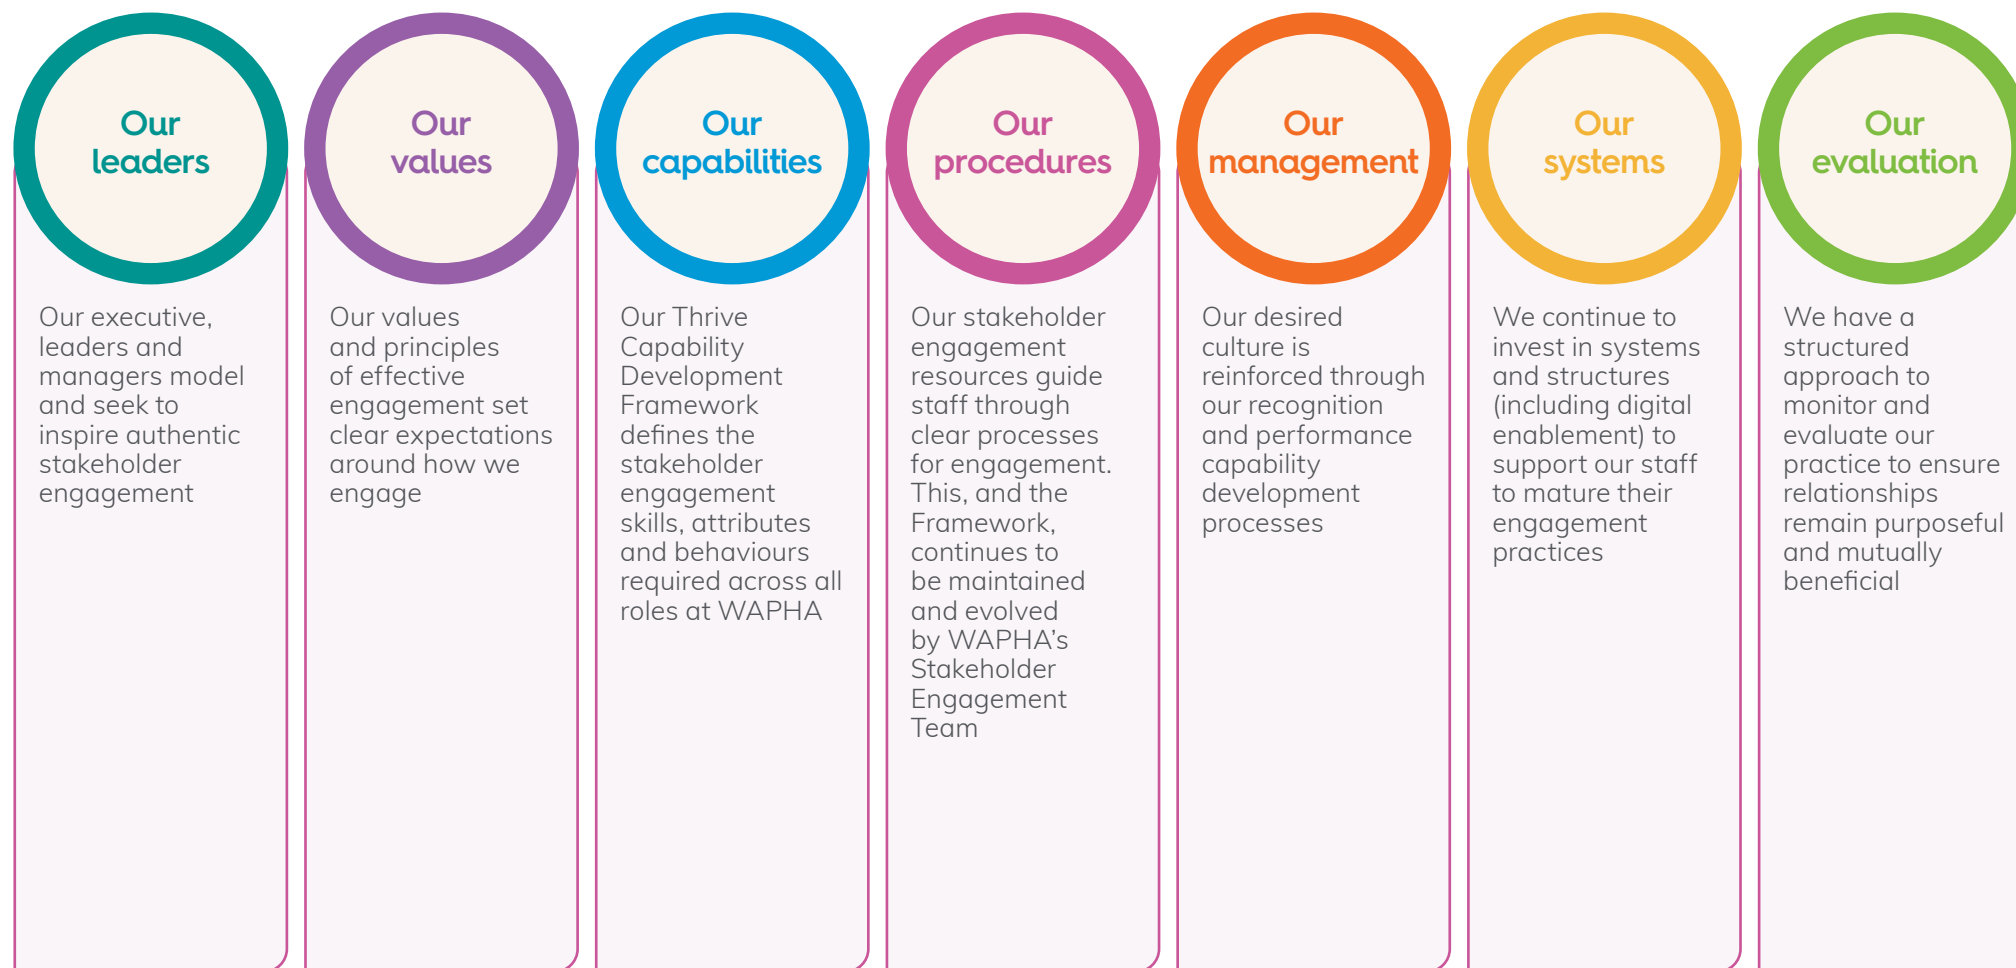 Our
leaders
Our executive,
leaders and
managers model
and seek to
inspire authentic
stakeholder
engagement
Our
values
Our values
and principles
of effective
engagement set
clear expectations
around how we
engage
Our
capabilities
Our Thrive
Capability
Development
Framework
defines the
stakeholder
engagement
skills, attributes
and behaviours
required across all
roles at WAPHA
Our
procedures
Our stakeholder
engagement
resources guide
staff through
clear processes
for engagement.
This, and the
Framework,
continues to
be maintained
and evolved
by WAPHA’s
Stakeholder
Engagement
Team
Our
management
Our desired
culture is
reinforced through
our recognition
and performance
capability
development
processes
Our
systems
We continue to
invest in systems
and structures
(including digital
enablement) to
support our staff
to mature their
engagement
practices
Our
evaluation
We have a
structured
approach to
monitor and
evaluate our
practice to ensure
relationships
remain purposeful
and mutually
beneficial